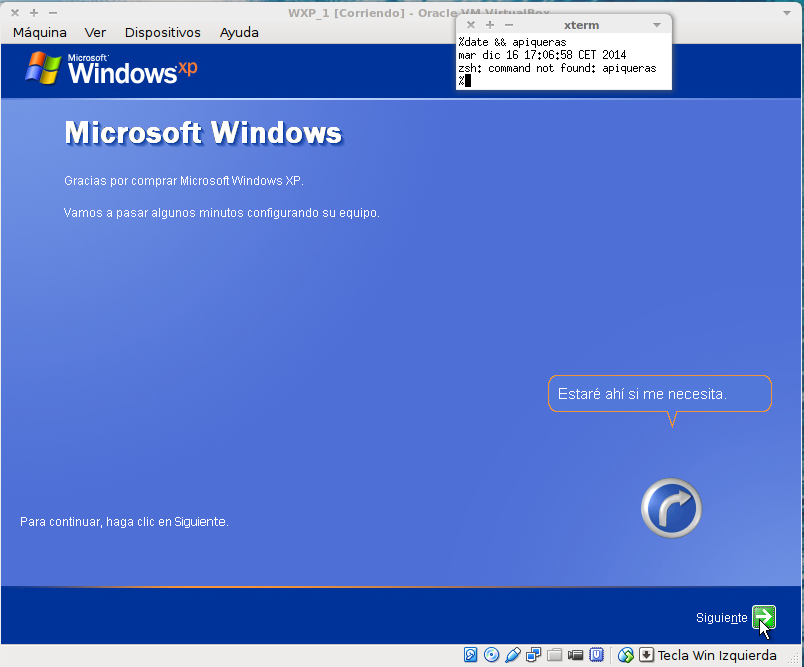 WXP_1 [Corriendo] - Oracle VM VirtualBox
Máquina Ver Dispositivos Ayuda
xterm
%date && apiqueras
mar dic 16 17:06:58 CET 2014
zsh: command not found: apiqueras
%
Microsoft
Windows xp
Microsoft Windows
Gracias por comprar Microsoft Windows XP.
Vamos a pasar algunos minutos configurando su equipo.
Estaré ahí si me necesita.
Para continuar, haga clic en Siguiente.
Siguiente
Tecla Win Izquierda